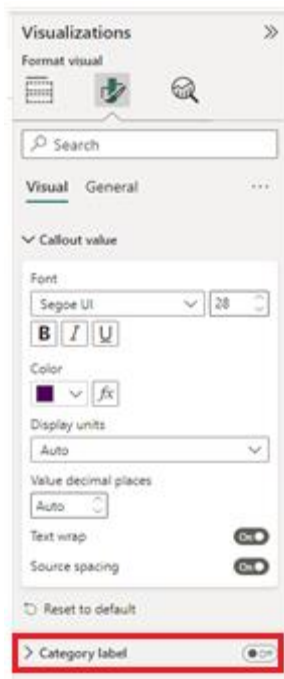 Visualizations
Format visual
Search
Visual General
Callout value
Font
Segoe UI 28
B I U
Color
fx
Display units
Auto
Value decimal places
Auto
Text wrap On
Source spacing On
Reset to default
Category label Off